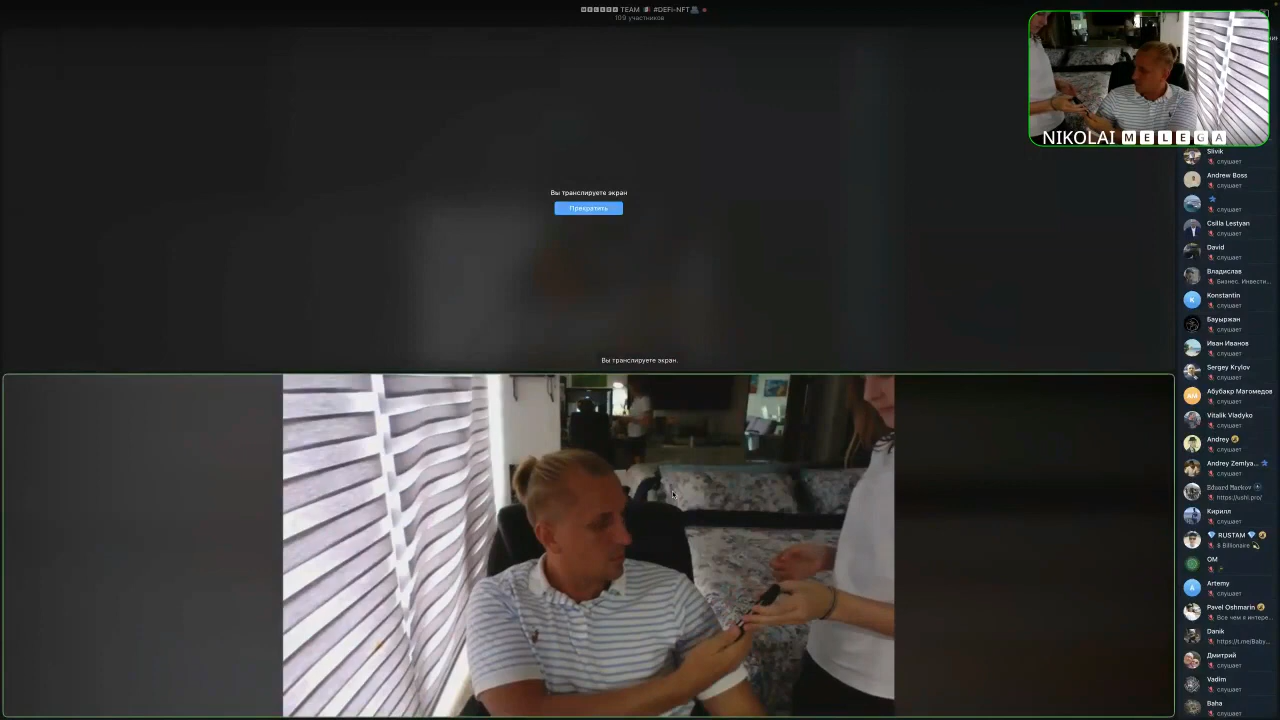 MELEGA TEAM #DEFi-NFT
109 участников
NIKOLAI MELEGA
Вы транслируете экран
Прекратить
Вы транслируете экран.
Slivik
слушает
Andrew Boss
слушает
слушает
Csilla Lestyan
слушает
David
слушает
Владислав
Бизнес. Инвести...
Konstantin
слушает
Бауыржан
слушает
Иван Иванов
слушает
Sergey Krylov
слушает
AM
Абубакр Магомедов
слушает
Vitalik Vladyko
слушает
Andrey
слушает
Andrey Zemlya...
слушает
Eduard Markov
https://ushi.pro/
Кирилл
слушает
RUSTAM
$ Billionaire
OM
Artemy
слушает
Pavel Oshmarin
Все чем я интере...
Danik
https://t.me/Baby...
Дмитрий
слушает
Vadim
слушает
Baha
слушает